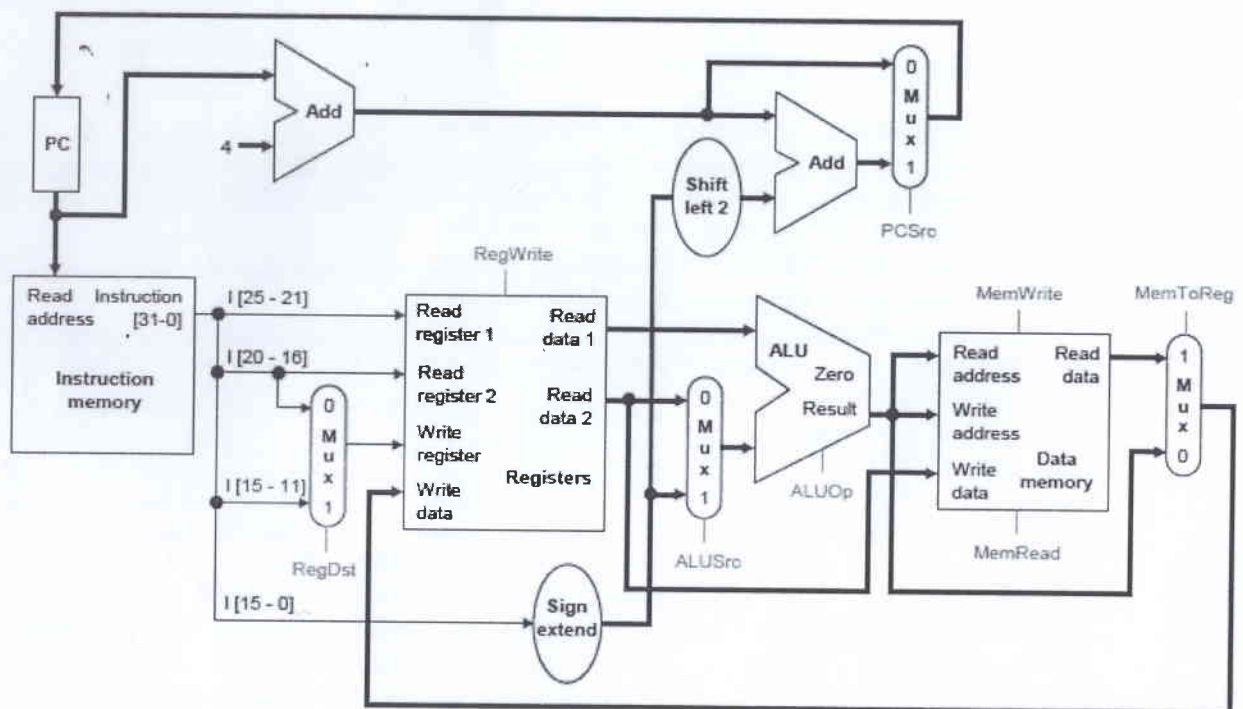 0
M
u
x
1
Add
PC
4
Add
Shift
left 2
PCSrc
RegWrite
Read
address
Instruction
[31-0]
Instruction
memory
I [25 - 21]
I [20 - 16]
I [15 - 11]
I [15 - 0]
0
M
u
x
1
RegDst
Read
register 1
Read
data 1
Read
register 2
Read
data 2
Write
register
Write
data
Registers
Sign
extend
0
M
u
x
1
ALUSrc
ALU
Zero
Result
ALUOp
MemWrite
Read
address
Read
data
Write
address
Write
data
Data
memory
MemRead
MemToReg
1
M
u
x
0